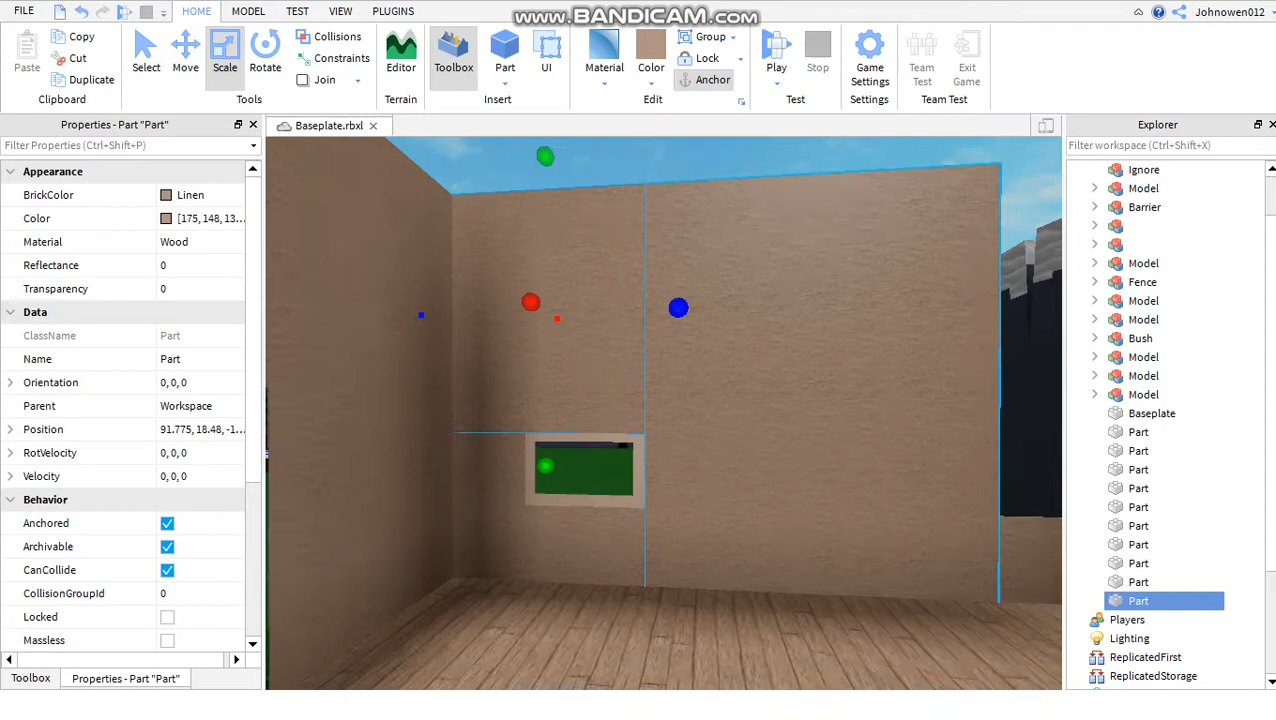 www.BANDICAM.com
FILE
HOME
MODEL
TEST
VIEW
PLUGINS
Johnowen012
Paste
Copy
Cut
Duplicate
Clipboard
Select
Move
Scale
Rotate
Collisions
Constraints
Join
Tools
Editor
Terrain
Toolbox
Part
UI
Insert
Material
Color
Group
Lock
Anchor
Edit
Play
Stop
Test
Game Settings
Settings
Team Test
Exit Game
Team Test
Properties - Part "Part"
Filter Properties (Ctrl+Shift+P)
Appearance
BrickColor Linen
Color [175, 148, 13...
Material Wood
Reflectance 0
Transparency 0
Data
ClassName Part
Name Part
Orientation 0, 0, 0
Parent Workspace
Position 91.775, 18.48, -1...
RotVelocity 0, 0, 0
Velocity 0, 0, 0
Behavior
Anchored
Archivable
CanCollide
CollisionGroupId 0
Locked
Massless
Toolbox
Properties - Part "Part"
Baseplate.rbxl
Explorer
Filter workspace (Ctrl+Shift+X)
Ignore
Model
Barrier
Model
Fence
Model
Model
Bush
Model
Model
Model
Baseplate
Part
Part
Part
Part
Part
Part
Part
Part
Part
Part
Players
Lighting
ReplicatedFirst
ReplicatedStorage